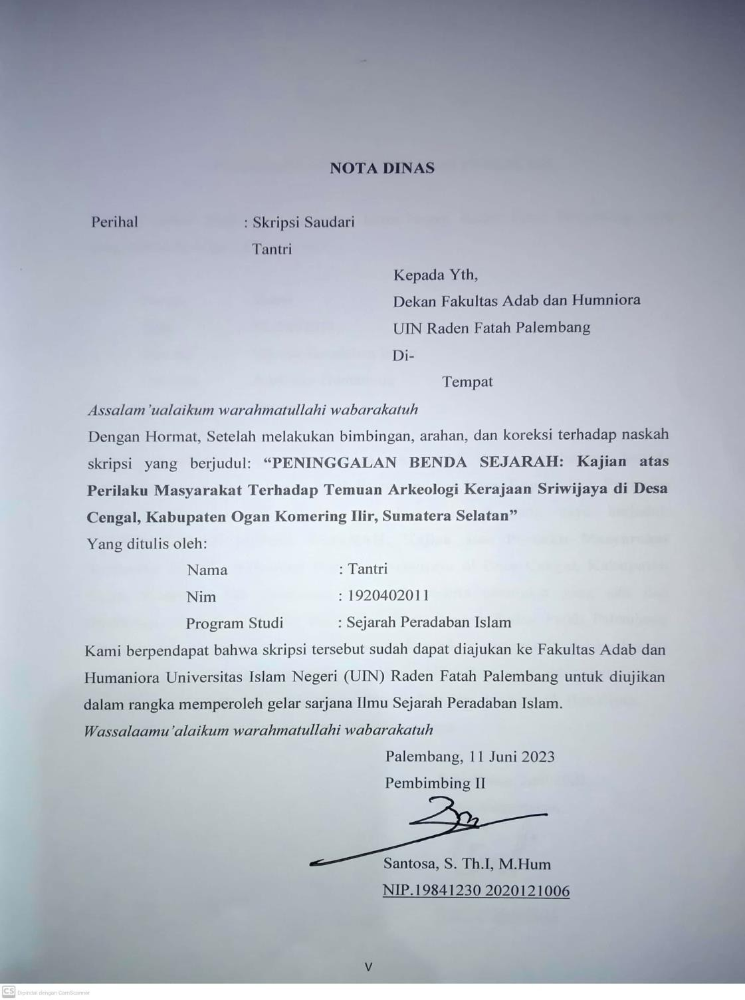 NOTA DINAS
Perihal : Skripsi Saudari
Tantri
Kepada Yth,
Dekan Fakultas Adab dan Humniora
UIN Raden Fatah Palembang
Di-
Tempat
Assalam’ualaikum warahmatullahi wabarakatuh
Dengan Hormat, Setelah melakukan bimbingan, arahan, dan koreksi terhadap naskah
skripsi yang berjudul: “PENINGGALAN BENDA SEJARAH: Kajian atas
Perilaku Masyarakat Terhadap Temuan Arkeologi Kerajaan Sriwijaya di Desa
Cengal, Kabupaten Ogan Komering Ilir, Sumatera Selatan”
Yang ditulis oleh:
Nama : Tantri
Nim : 1920402011
Program Studi : Sejarah Peradaban Islam
Kami berpendapat bahwa skripsi tersebut sudah dapat diajukan ke Fakultas Adab dan
Humaniora Universitas Islam Negeri (UIN) Raden Fatah Palembang untuk diujikan
dalam rangka memperoleh gelar sarjana Ilmu Sejarah Peradaban Islam.
Wassalaamu’alaikum warahmatullahi wabarakatuh
Palembang, 11 Juni 2023
Pembimbing II
Santosa, S. Th.I, M.Hum
NIP.19841230 2020121006
V
CS Dipindai dengan CamScanner